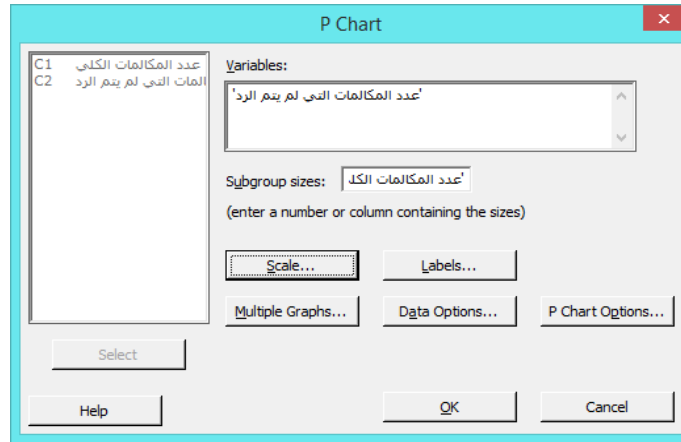 P Chart
C1 عدد المكالمات الكلي
C2 المات التي لم يتم الرد
Variables:
'عدد المكالمات التي لم يتم الرد'
Subgroup sizes: 'عدد المكالمات الكلـ
(enter a number or column containing the sizes)
Scale... Labels...
Multiple Graphs... Data Options... P Chart Options...
Select
Help OK Cancel